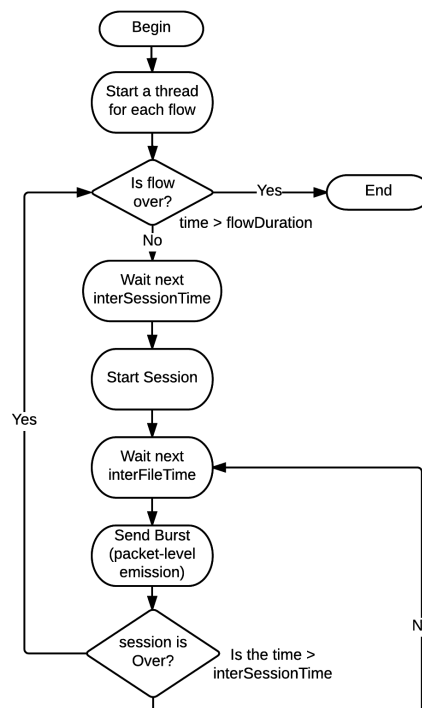 Begin
Start a thread
for each flow
Is flow
over?
Yes
End
time > flowDuration
No
Wait next
interSessionTime
Start Session
Yes
Wait next
interFileTime
Send Burst
(packet-level
emission)
session is
Over?
Is the time >
interSessionTime